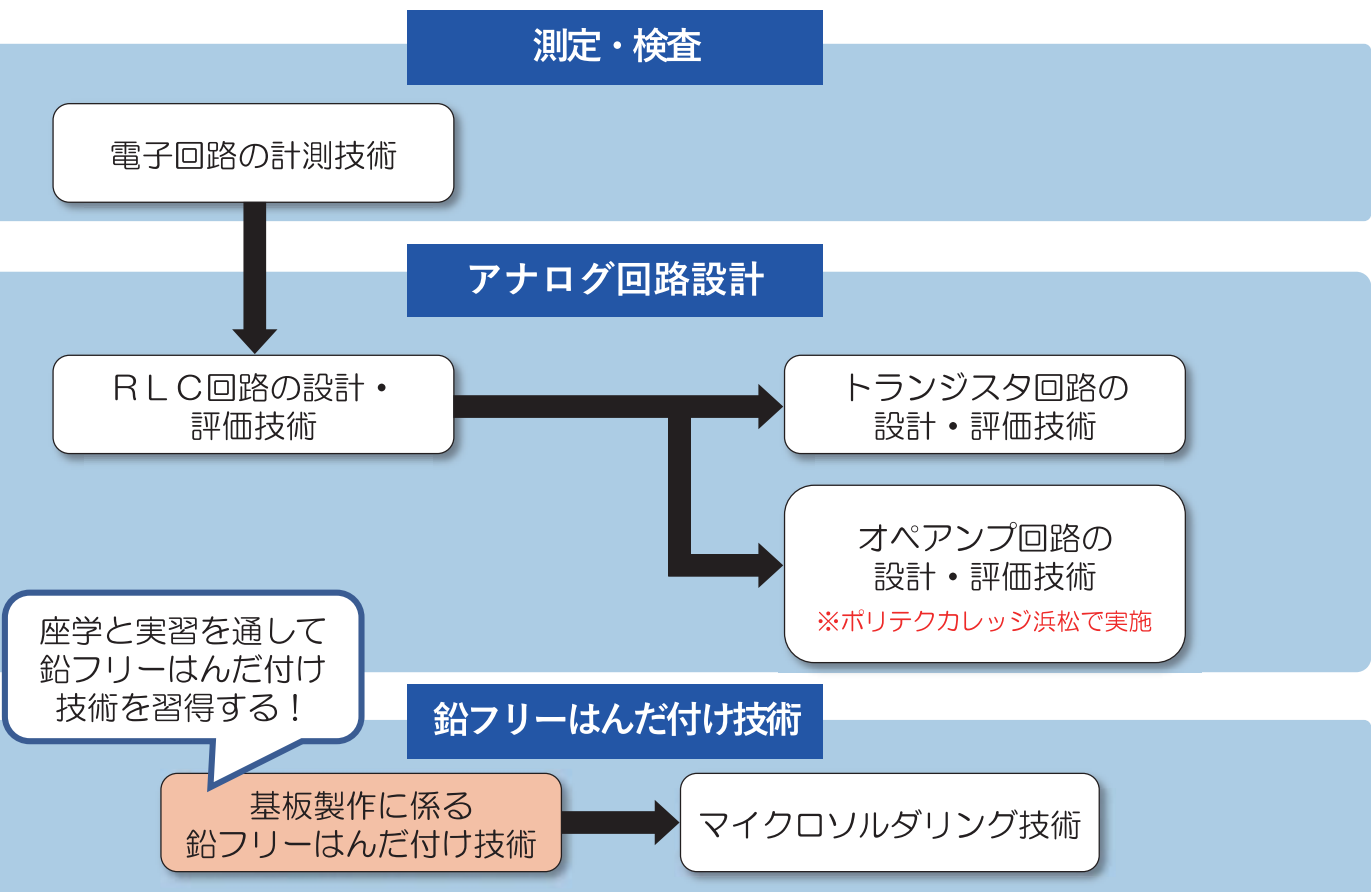 測定・検査
電子回路の計測技術
アナログ回路設計
ＲＬＣ回路の設計・
評価技術
トランジスタ回路の
設計・評価技術
オペアンプ回路の
設計・評価技術
※ポリテクカレッジ浜松で実施
座学と実習を通して
鉛フリーはんだ付け
技術を習得する！
鉛フリーはんだ付け技術
基板製作に係る
鉛フリーはんだ付け技術
マイクロソルダリング技術